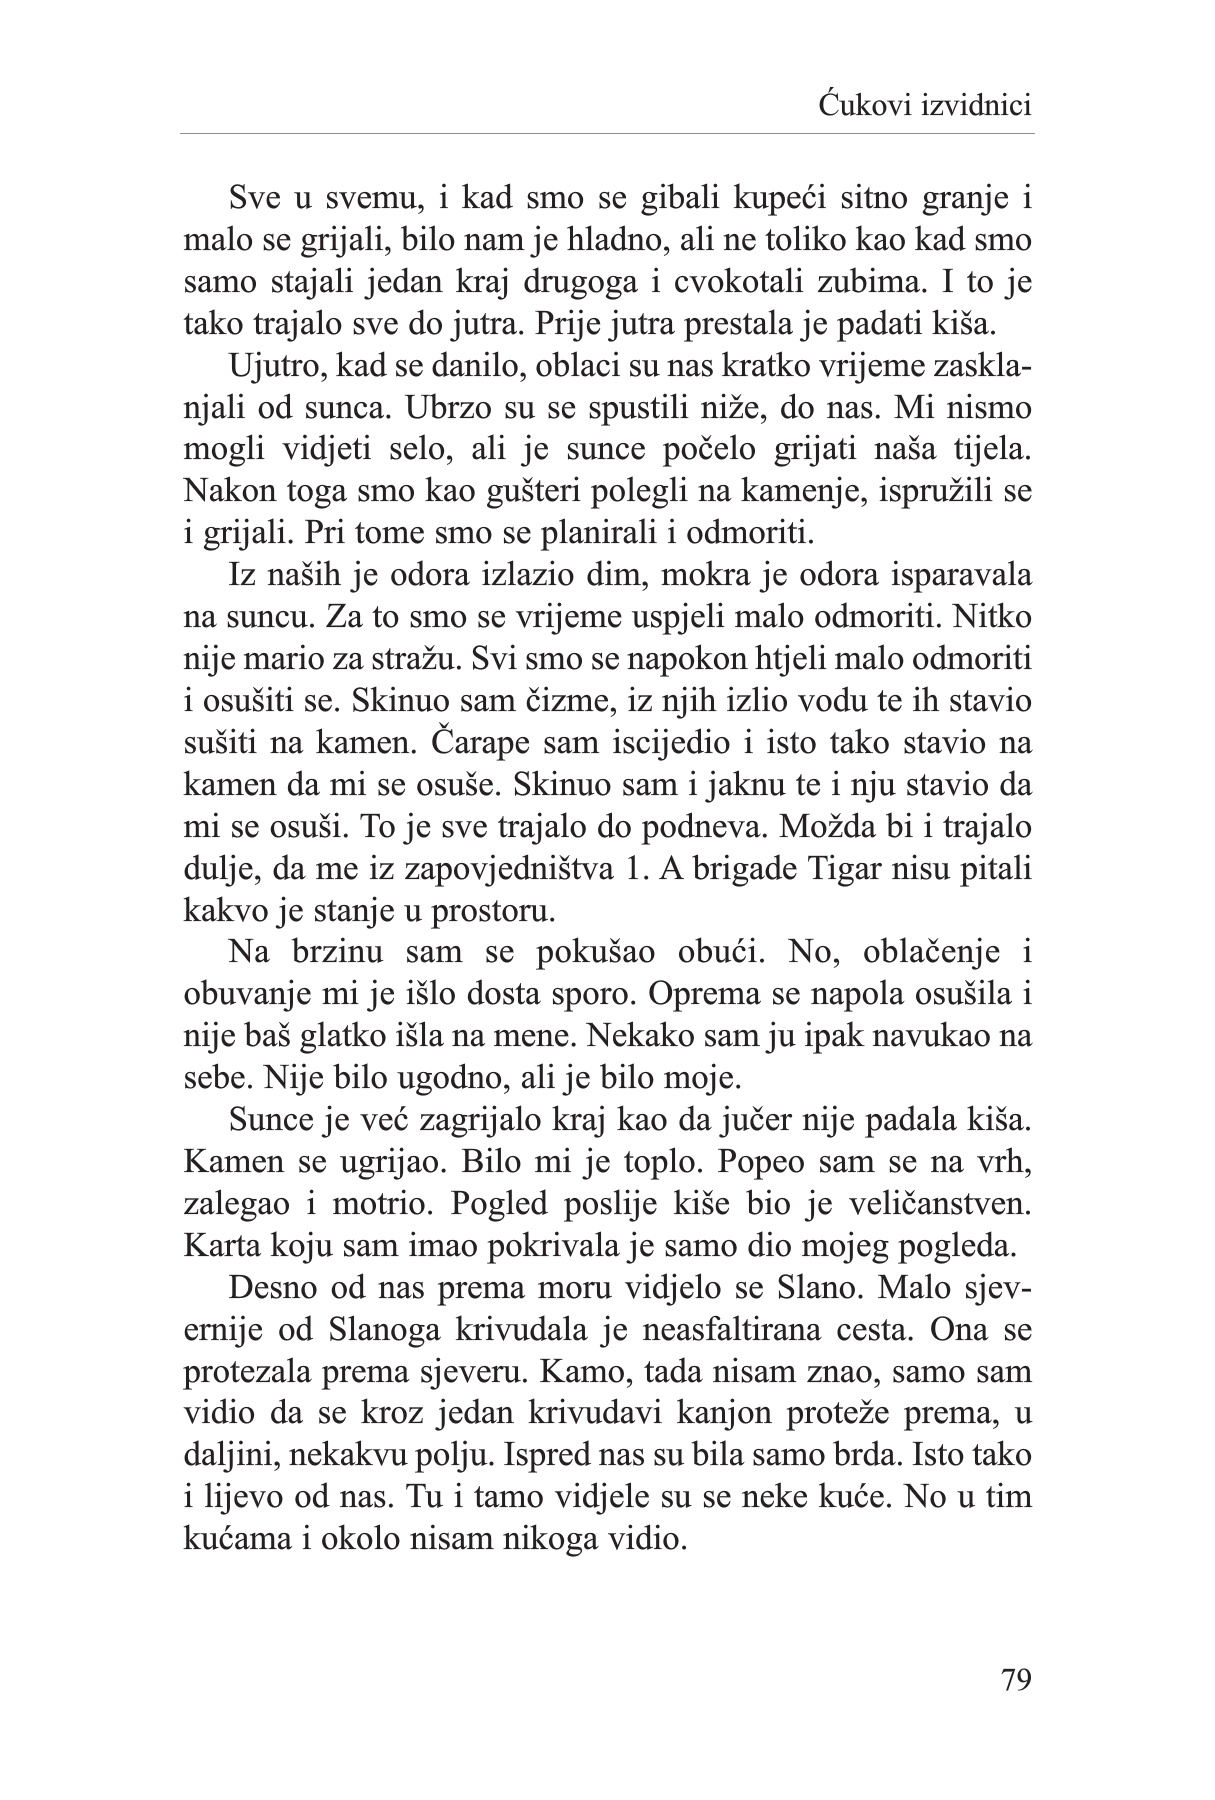 Ćukovi izvidnici
Sve u svemu, i kad smo se gibali kupeći sitno granje i
malo se grijali, bilo nam je hladno, ali ne toliko kao kad smo
samo stajali jedan kraj drugoga i cvokotali zubima. I to je
tako trajalo sve do jutra. Prije jutra prestala je padati kiša.
Ujutro, kad se danilo, oblaci su nas kratko vrijeme zaskla-
njali od sunca. Ubrzo su se spustili niže, do nas. Mi nismo
mogli vidjeti selo, ali je sunce počelo grijati naša tijela.
Nakon toga smo kao gušteri polegli na kamenje, ispružili se
i grijali. Pri tome smo se planirali i odmoriti.
Iz naših je odora izlazio dim, mokra je odora isparavala
na suncu. Za to smo se vrijeme uspjeli malo odmoriti. Nitko
nije mario za stražu. Svi smo se napokon htjeli malo odmoriti
i osušiti se. Skinuo sam čizme, iz njih izlio vodu te ih stavio
sušiti na kamen. Čarape sam iscijedio i isto tako stavio na
kamen da mi se osuše. Skinuo sam i jaknu te i nju stavio da
mi se osuši. To je sve trajalo do podneva. Možda bi i trajalo
dulje, da me iz zapovjedništva 1. A brigade Tigar nisu pitali
kakvo je stanje u prostoru.
Na brzinu sam se pokušao obući. No, oblačenje i
obuvanje mi je išlo dosta sporo. Oprema se napola osušila i
nije baš glatko išla na mene. Nekako sam ju ipak navukao na
sebe. Nije bilo ugodno, ali je bilo moje.
Sunce je već zagrijalo kraj kao da jučer nije padala kiša.
Kamen se ugrijao. Bilo mi je toplo. Popeo sam se na vrh,
zalegao i motrio. Pogled poslije kiše bio je veličanstven.
Karta koju sam imao pokrivala je samo dio mojeg pogleda.
Desno od nas prema moru vidjelo se Slano. Malo sjev-
ernije od Slanoga krivudala je neasfaltirana cesta. Ona se
protezala prema sjeveru. Kamo, tada nisam znao, samo sam
vidio da se kroz jedan krivudavi kanjon proteže prema, u
daljini, nekakvu polju. Ispred nas su bila samo brda. Isto tako
i lijevo od nas. Tu i tamo vidjele su se neke kuće. No u tim
kućama i okolo nisam nikoga vidio.
79